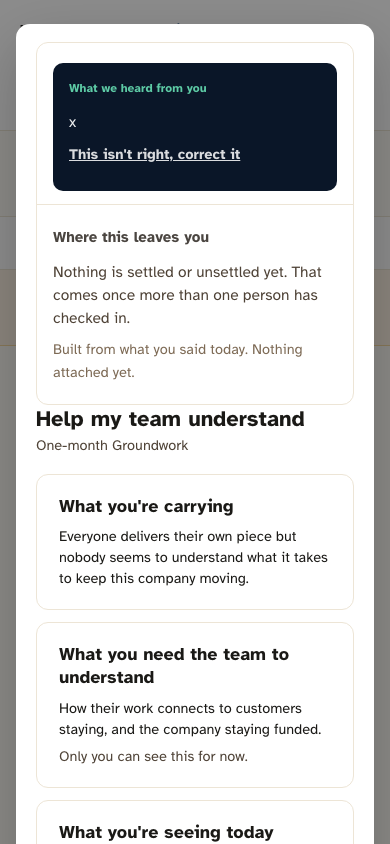 What we heard from you
x
This isn't right, correct it
Where this leaves you
Nothing is settled or unsettled yet. That
comes once more than one person has
checked in.
Built from what you said today. Nothing
attached yet.
Help my team understand
One-month Groundwork
What you're carrying
Everyone delivers their own piece but
nobody seems to understand what it takes
to keep this company moving.
What you need the team to
understand
How their work connects to customers
staying, and the company staying funded.
Only you can see this for now.
What you're seeing today